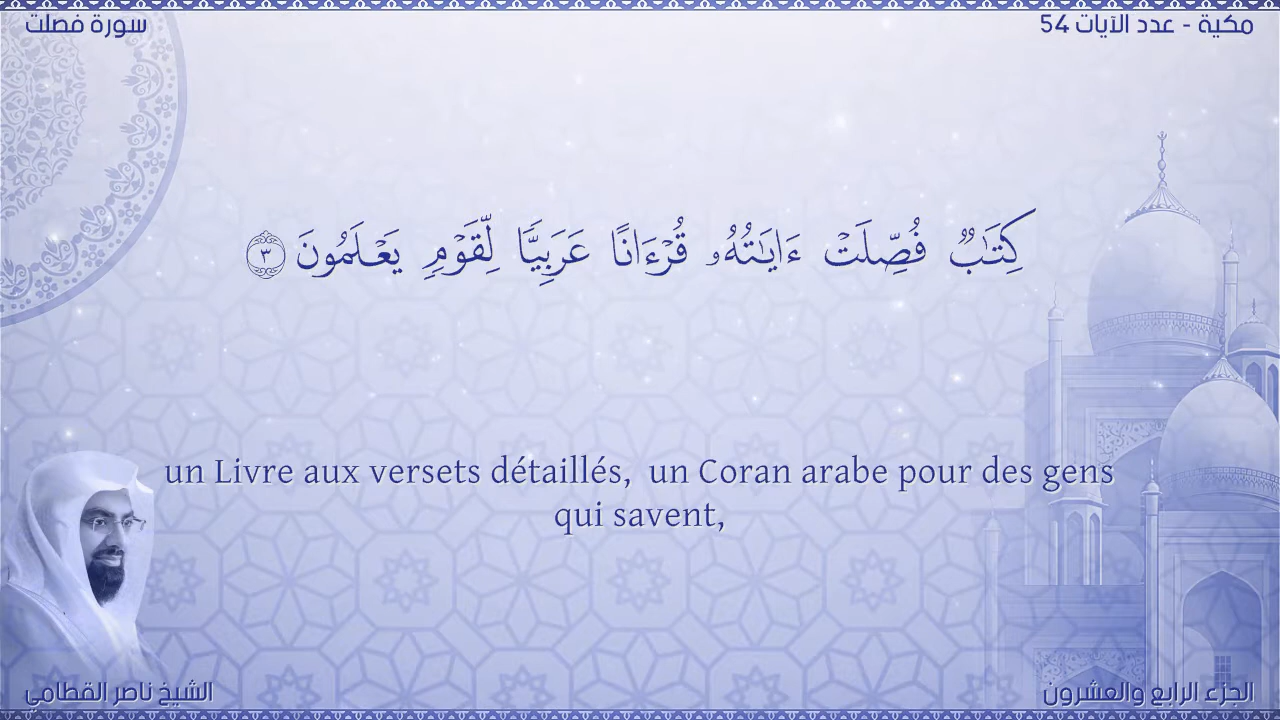 سورة فصلت
مكية - عدد الآيات 54
كِتَٰبٌ فُصِّلَتْ ءَايَٰتُهُۥ قُرْءَانًا عَرَبِيًّا لِّقَوْمٍ يَعْلَمُونَ ٣
un Livre aux versets détaillés, un Coran arabe pour des gens
qui savent,
الشيخ ناصر القطامي
الجزء الرابع والعشرون